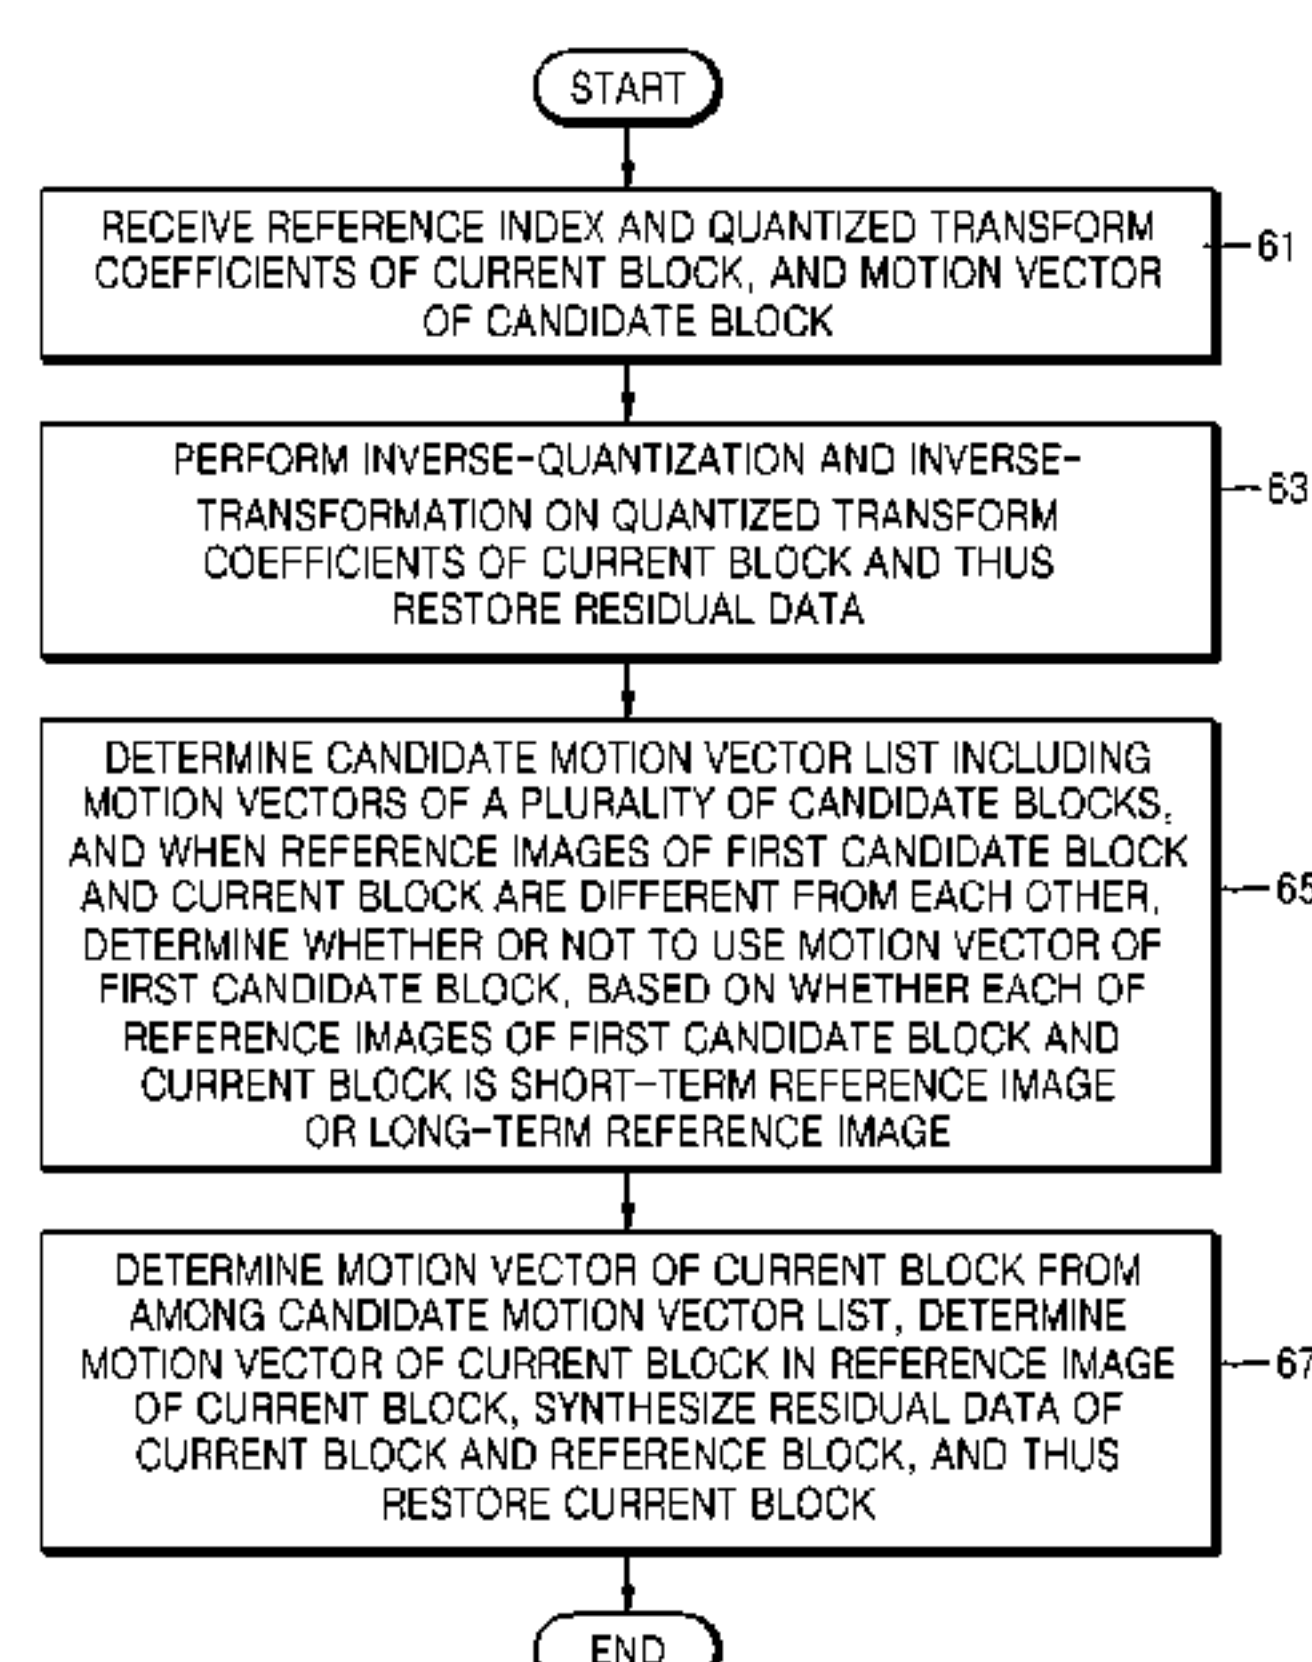 START
RECEIVE REFERENCE INDEX AND QUANTIZED TRANSFORM
COEFFICIENTS OF CURRENT BLOCK, AND MOTION VECTOR
OF CANDIDATE BLOCK
61
PERFORM INVERSE-QUANTIZATION AND INVERSE-
TRANSFORMATION ON QUANTIZED TRANSFORM
COEFFICIENTS OF CURRENT BLOCK AND THUS
RESTORE RESIDUAL DATA
63
DETERMINE CANDIDATE MOTION VECTOR LIST INCLUDING
MOTION VECTORS OF A PLURALITY OF CANDIDATE BLOCKS,
AND WHEN REFERENCE IMAGES OF FIRST CANDIDATE BLOCK
AND CURRENT BLOCK ARE DIFFERENT FROM EACH OTHER,
DETERMINE WHETHER OR NOT TO USE MOTION VECTOR OF
FIRST CANDIDATE BLOCK, BASED ON WHETHER EACH OF
REFERENCE IMAGES OF FIRST CANDIDATE BLOCK AND
CURRENT BLOCK IS SHORT-TERM REFERENCE IMAGE
OR LONG-TERM REFERENCE IMAGE
65
DETERMINE MOTION VECTOR OF CURRENT BLOCK FROM
AMONG CANDIDATE MOTION VECTOR LIST, DETERMINE
MOTION VECTOR OF CURRENT BLOCK IN REFERENCE IMAGE
OF CURRENT BLOCK, SYNTHESIZE RESIDUAL DATA OF
CURRENT BLOCK AND REFERENCE BLOCK, AND THUS
RESTORE CURRENT BLOCK
67
END